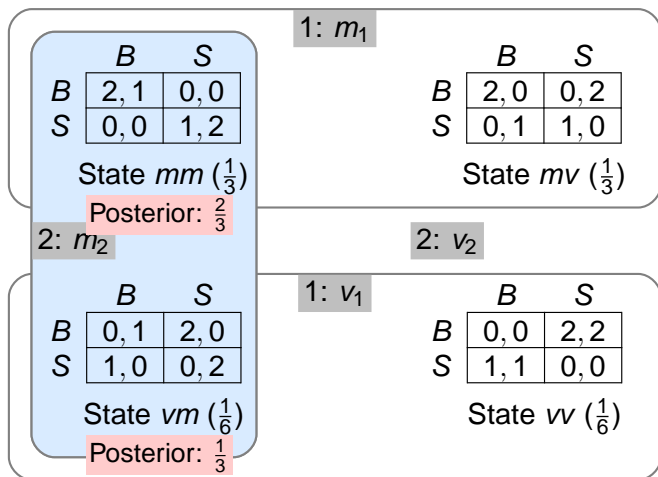 1: m₁
B S
B 2, 1 0, 0
S 0, 0 1, 2
State mm (1/3)
Posterior: 2/3
B S
B 2, 0 0, 2
S 0, 1 1, 0
State mv (1/3)
2: m₂
2: v₂
1: v₁
B S
B 0, 1 2, 0
S 1, 0 0, 2
State vm (1/6)
Posterior: 1/3
B S
B 0, 0 2, 2
S 1, 1 0, 0
State vv (1/6)